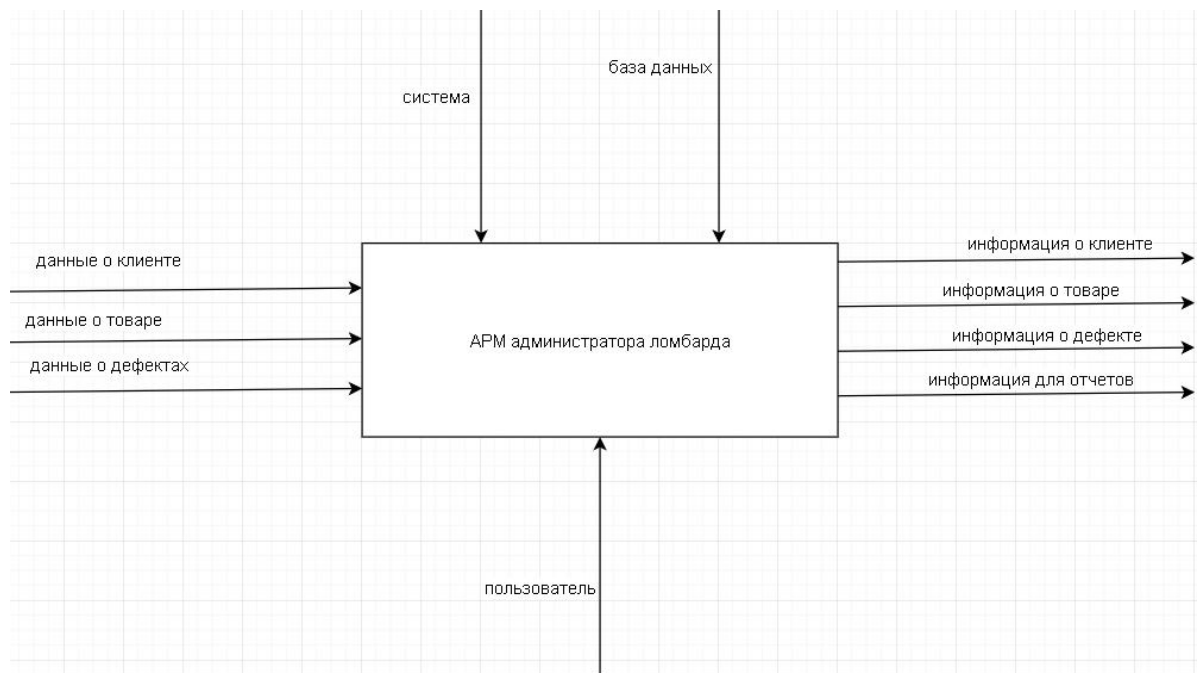 база данных
система
данные о клиенте
данные о товаре
данные о дефектах
АРМ администратора ломбарда
информация о клиенте
информация о товаре
информация о дефекте
информация для отчетов
пользователь